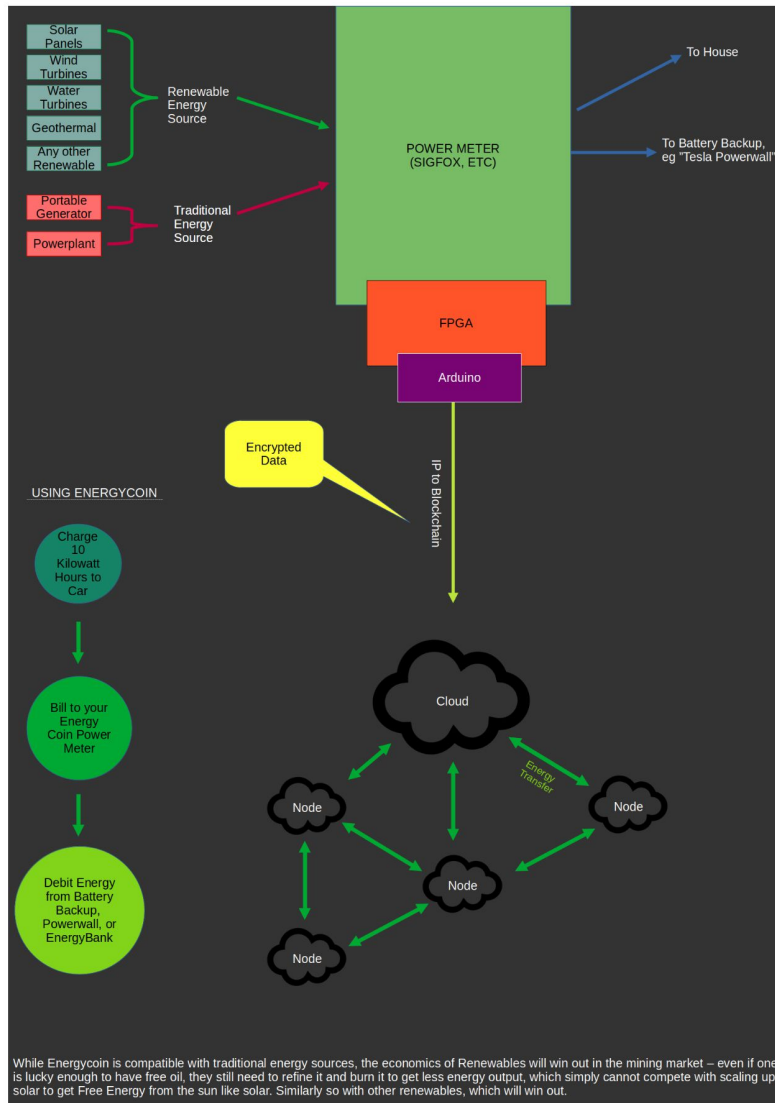 Solar
Panels
Wind
Turbines
Water
Turbines
Geothermal
Any other
Renewable
Renewable
Energy
Source
Portable
Generator
Powerplant
Traditional
Energy
Source
POWER METER
(SIGFOX, ETC)
To House
To Battery Backup,
eg "Tesla Powerwall"
FPGA
Arduino
Encrypted
Data
IP to Blockchain
USING ENERGYCOIN
Charge
10
Kilowatt
Hours to
Car
Bill to your
Energy
Coin Power
Meter
Debit Energy
from Battery
Backup,
Powerwall, or
EnergyBank
Cloud
Energy
Transfer
Node
Node
Node
Node
While Energycoin is compatible with traditional energy sources, the economics of Renewables will win out in the mining market – even if one
is lucky enough to have free oil, they still need to refine it and burn it to get less energy output, which simply cannot compete with scaling up
solar to get Free Energy from the sun like solar. Similarly so with other renewables, which will win out.